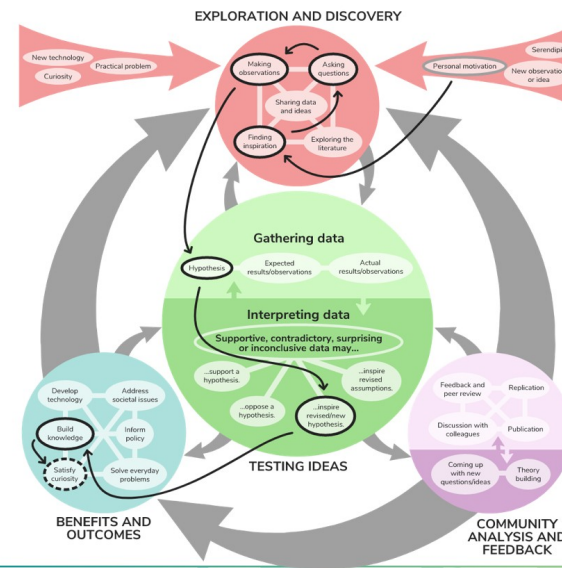 EXPLORATION AND DISCOVERY
New technology
Curiosity
Practical problem
Making
observations
Asking
questions
Sharing data
and ideas
Finding
inspiration
Exploring the
literature
Personal motivation
New observation
or idea
Gathering data
Hypothesis
Expected
results/observations
Actual
results/observations
Interpreting data
Supportive, contradictory, surprising
or inconclusive data may...
...support a
hypothesis.
...oppose a
hypothesis.
...inspire
revised/new
hypothesis.
...inspire
revised
assumptions.
TESTING IDEAS
Develop
technology
Address
societal issues
Build
knowledge
Inform
policy
Satisfy
curiosity
Solve everyday
problems
BENEFITS AND
OUTCOMES
Feedback and
peer review
Replication
Discussion with
colleagues
Publication
Coming up
with new
questions/ideas
Theory
building
COMMUNITY
ANALYSIS AND
FEEDBACK